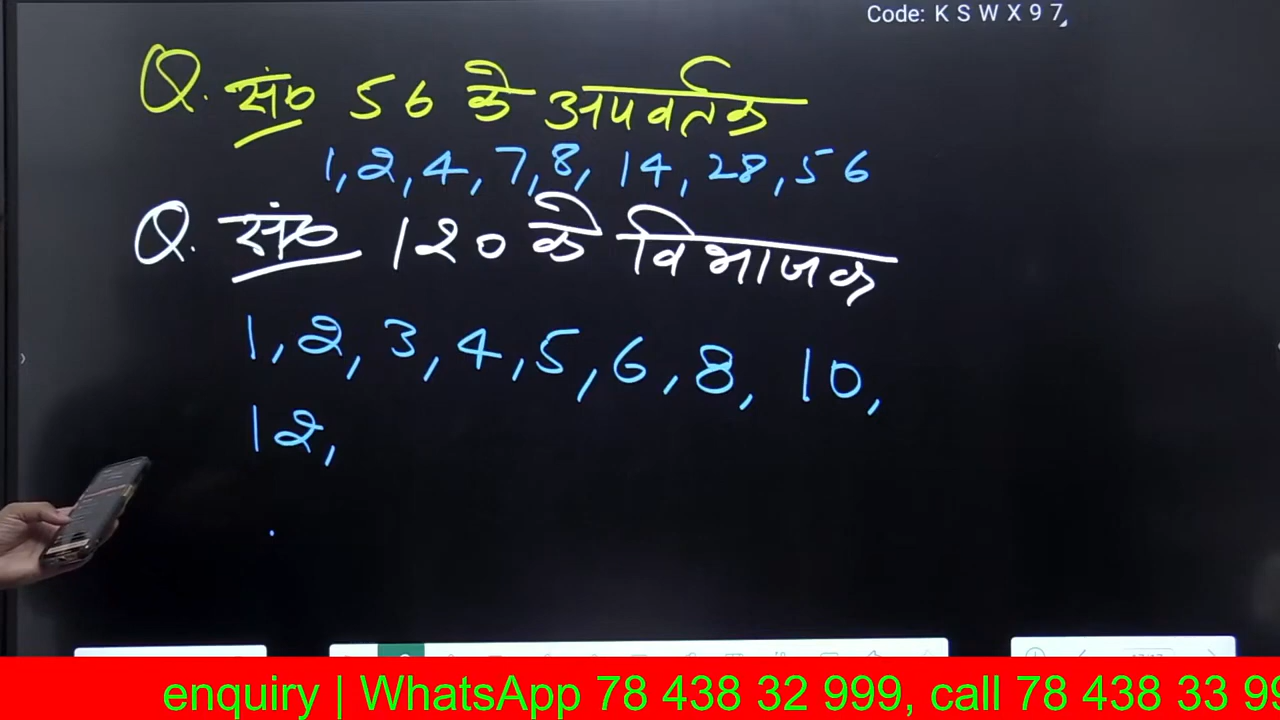 Code: K S W X 9 7
Q. सं० 56 के अपवर्तक
1, 2, 4, 7, 8, 14, 28, 56
Q. सं० 120 के विभाजक
1, 2, 3, 4, 5, 6, 8, 10,
12,
enquiry | WhatsApp 78 438 32 999, call 78 438 33 99